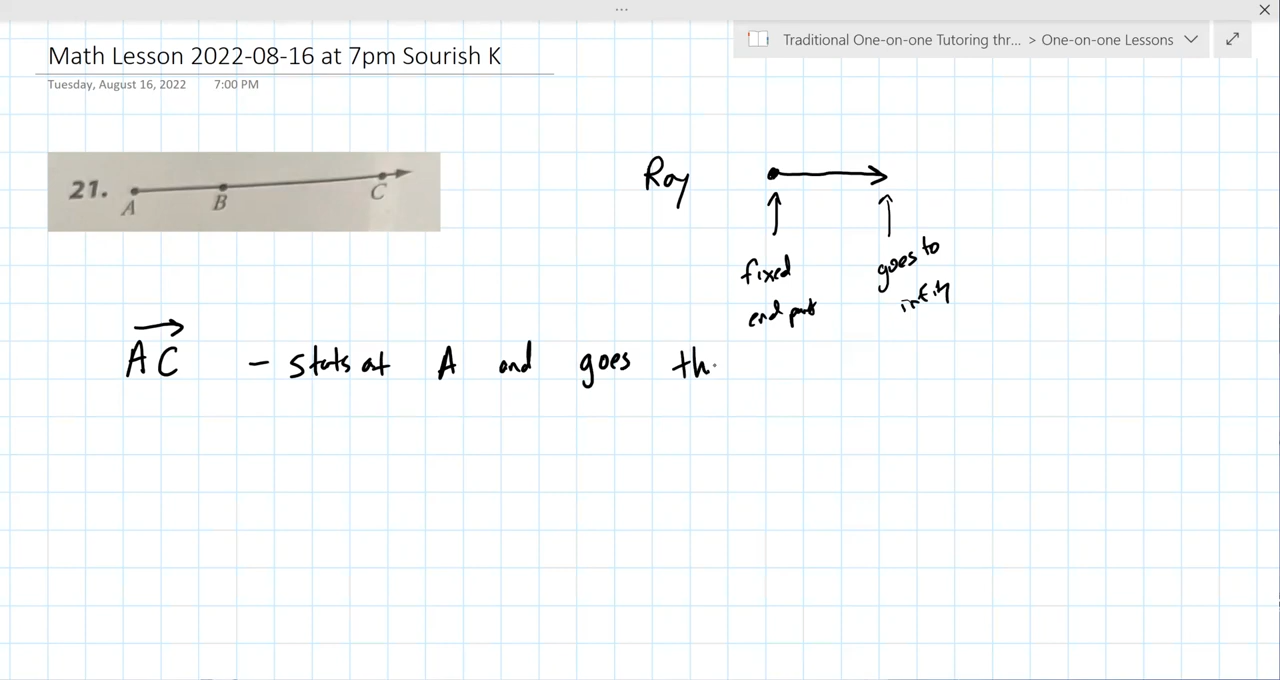 Math Lesson 2022-08-16 at 7pm Sourish K
Traditional One-on-one Tutoring thr... > One-on-one Lessons
Tuesday, August 16, 2022 7:00 PM
21.
A B C
Ray
fixed
end point
goes to
infinity
AC - starts at A and goes th